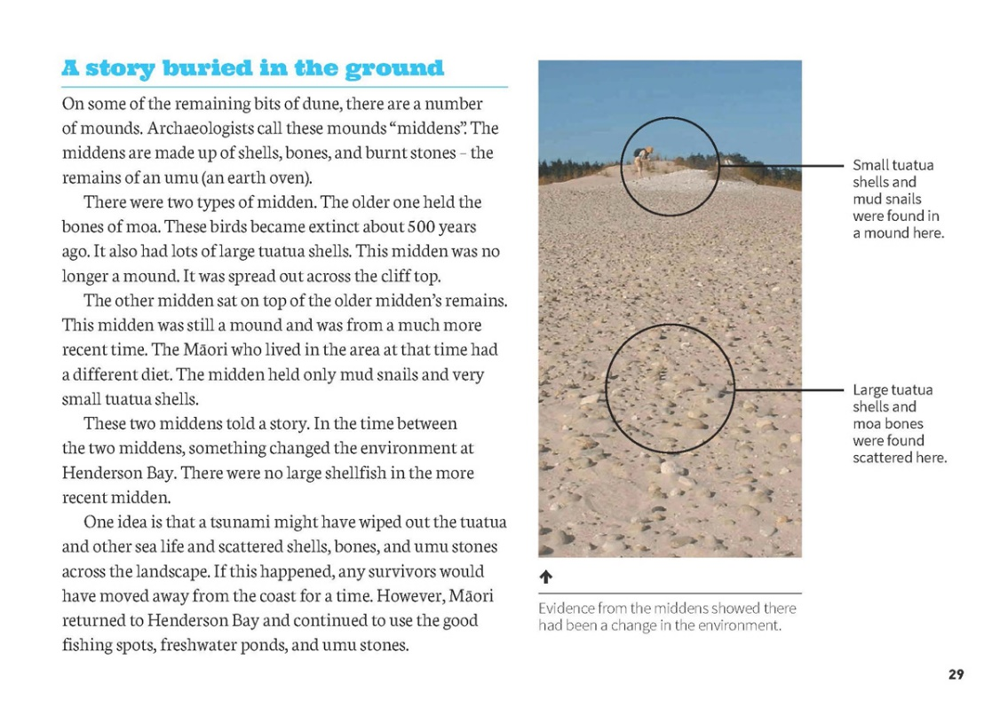 A story buried in the ground
On some of the remaining bits of dune, there are a number
of mounds. Archaeologists call these mounds “middens”. The
middens are made up of shells, bones, and burnt stones – the
remains of an umu (an earth oven).
There were two types of midden. The older one held the
bones of moa. These birds became extinct about 500 years
ago. It also had lots of large tuatua shells. This midden was no
longer a mound. It was spread out across the cliff top.
The other midden sat on top of the older midden’s remains.
This midden was still a mound and was from a much more
recent time. The Māori who lived in the area at that time had
a different diet. The midden held only mud snails and very
small tuatua shells.
These two middens told a story. In the time between
the two middens, something changed the environment at
Henderson Bay. There were no large shellfish in the more
recent midden.
One idea is that a tsunami might have wiped out the tuatua
and other sea life and scattered shells, bones, and umu stones
across the landscape. If this happened, any survivors would
have moved away from the coast for a time. However, Māori
returned to Henderson Bay and continued to use the good
fishing spots, freshwater ponds, and umu stones.
Small tuatua
shells and
mud snails
were found in
a mound here.
Large tuatua
shells and
moa bones
were found
scattered here.
Evidence from the middens showed there
had been a change in the environment.
29